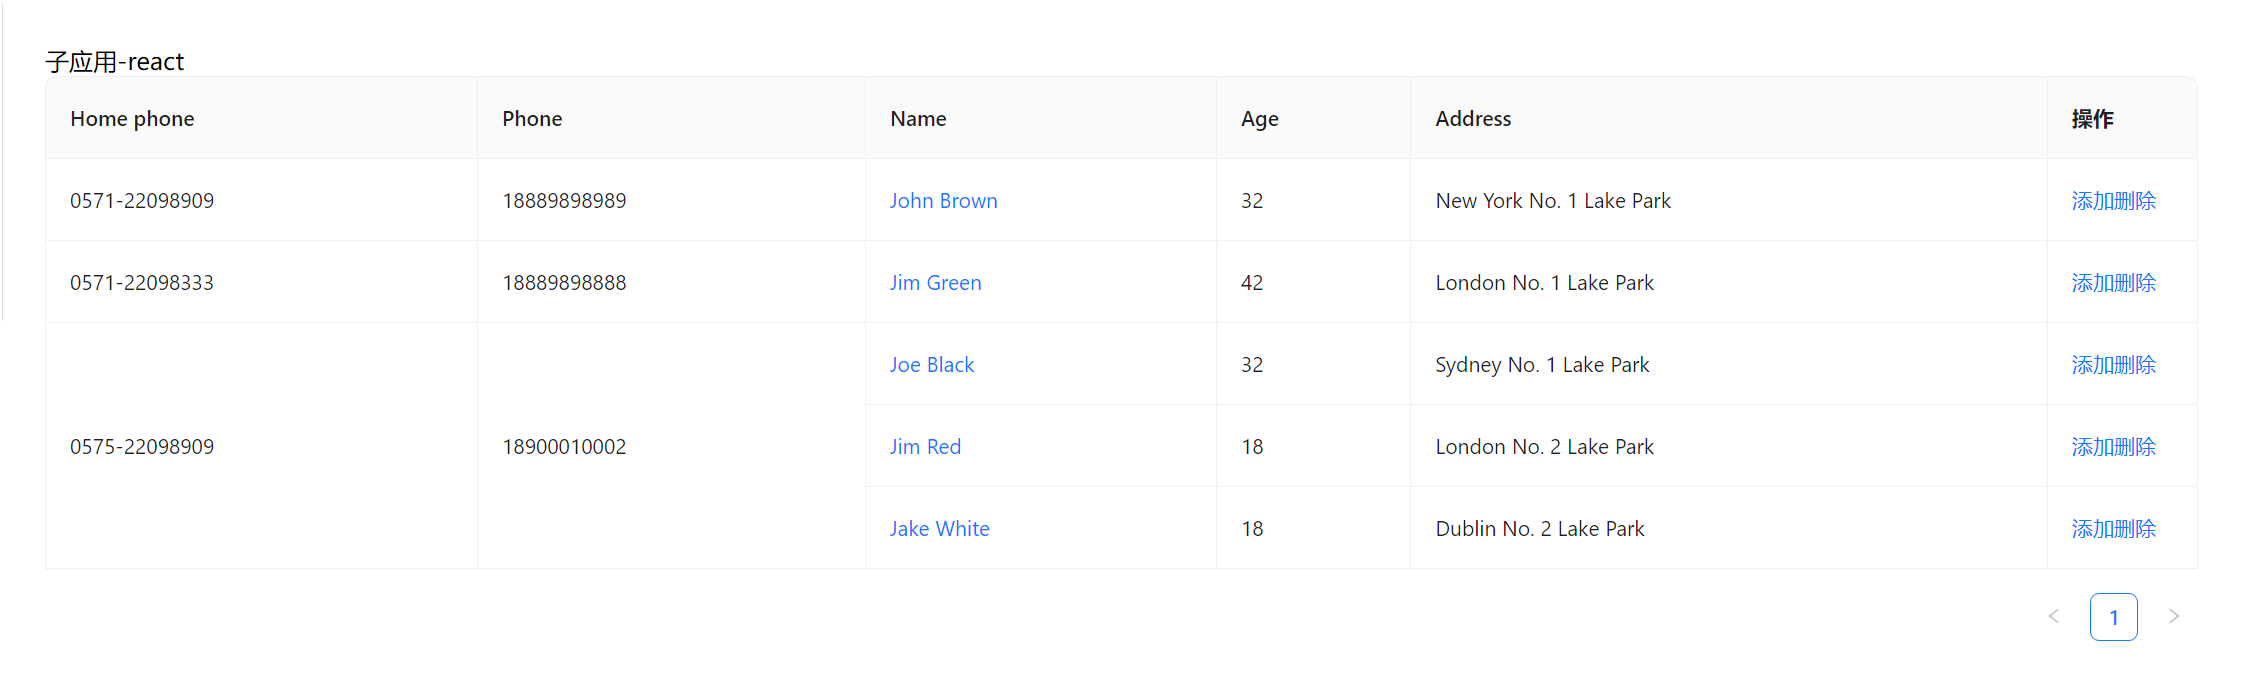 子应用-react
Home phone Phone Name Age Address 操作
0571-22098909 18889898989 John Brown 32 New York No. 1 Lake Park 添加删除
0571-22098333 18889898888 Jim Green 42 London No. 1 Lake Park 添加删除
Joe Black 32 Sydney No. 1 Lake Park 添加删除
0575-22098909 18900010002 Jim Red 18 London No. 2 Lake Park 添加删除
Jake White 18 Dublin No. 2 Lake Park 添加删除
1